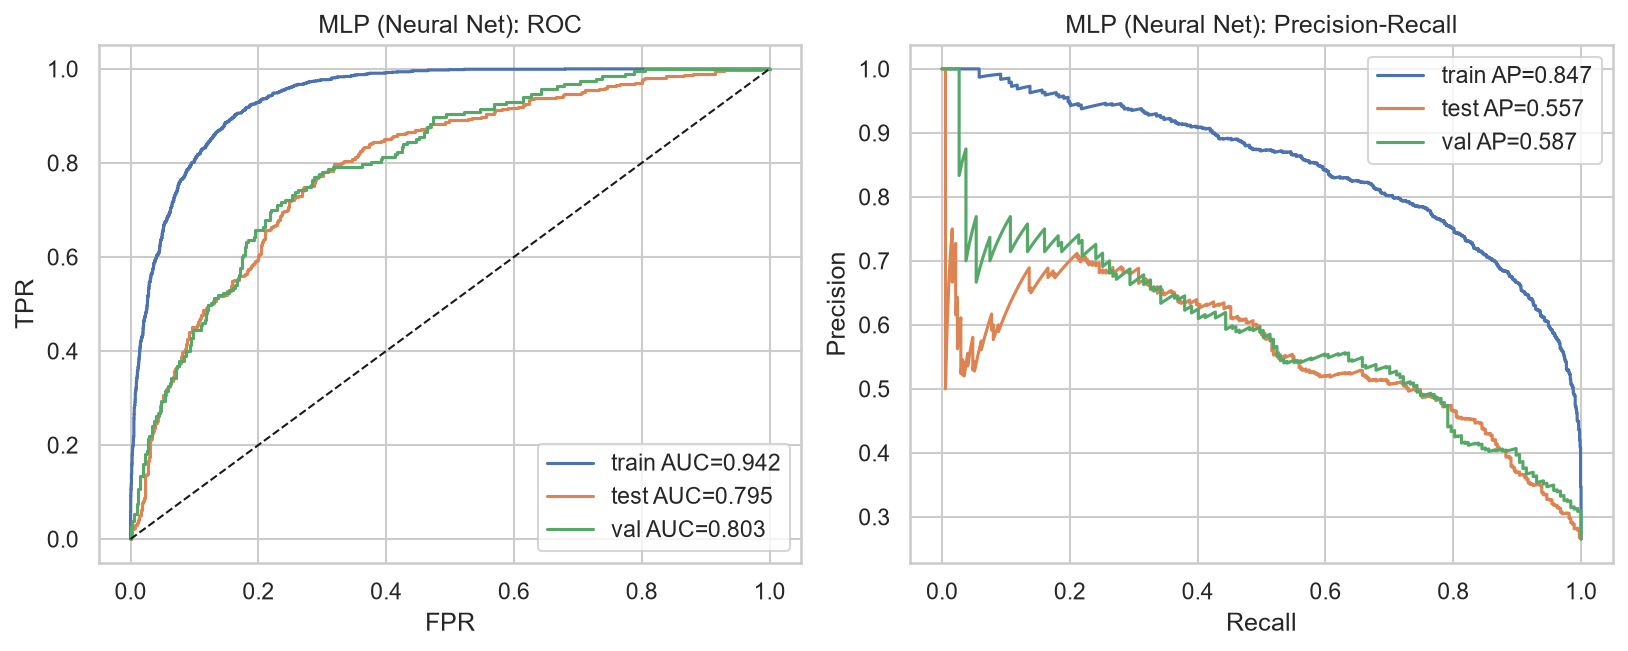 MLP (Neural Net): ROC
1.0
0.8
0.6
0.4
0.2
0.0
TPR
0.0 0.2 0.4 0.6 0.8 1.0
FPR
train AUC=0.942
test AUC=0.795
val AUC=0.803
MLP (Neural Net): Precision-Recall
1.0
0.9
0.8
0.7
0.6
0.5
0.4
0.3
Precision
0.0 0.2 0.4 0.6 0.8 1.0
Recall
train AP=0.847
test AP=0.557
val AP=0.587